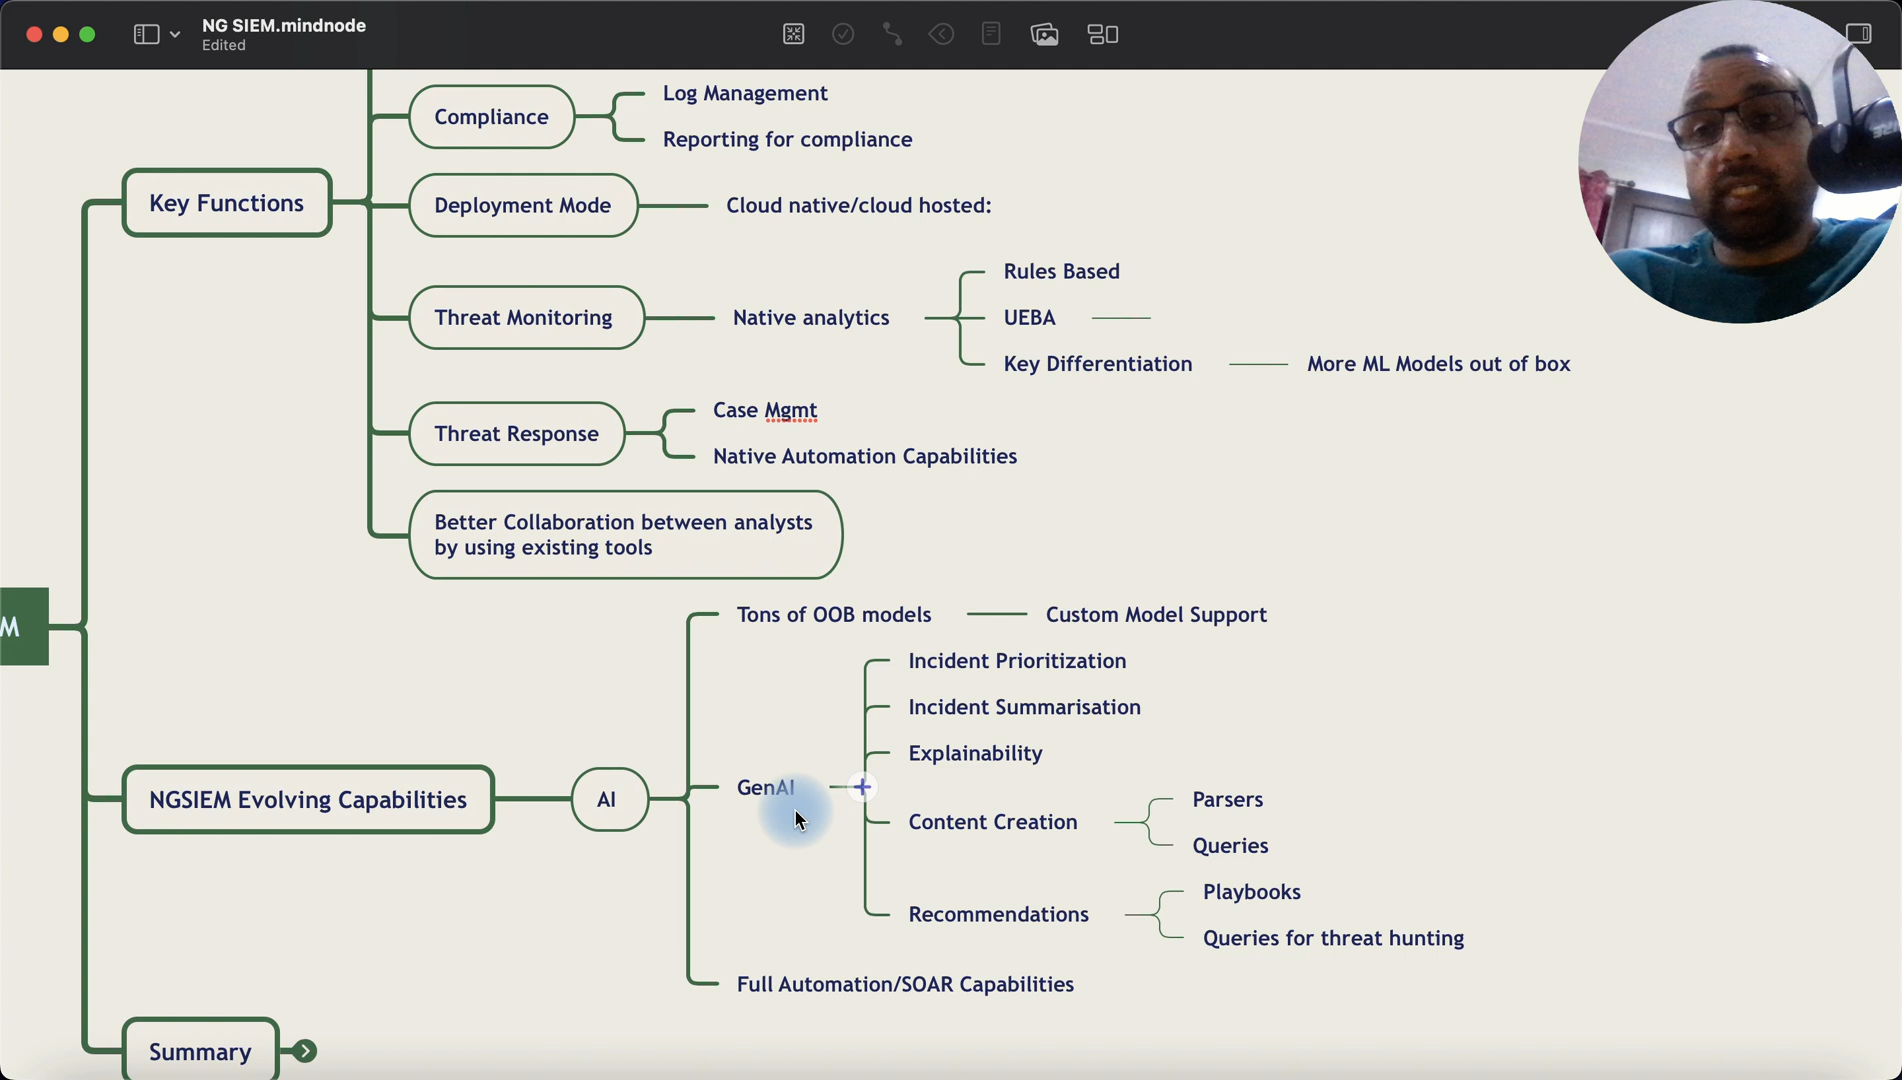 NG SIEM.mindnode
Edited
Compliance
Log Management
Reporting for compliance
Key Functions
Deployment Mode
Cloud native/cloud hosted:
Threat Monitoring
Native analytics
Rules Based
UEBA
Key Differentiation
More ML Models out of box
Threat Response
Case Mgmt
Native Automation Capabilities
Better Collaboration between analysts
by using existing tools
M
NGSIEM Evolving Capabilities
AI
Tons of OOB models
Custom Model Support
GenAI
Incident Prioritization
Incident Summarisation
Explainability
Content Creation
Parsers
Queries
Recommendations
Playbooks
Queries for threat hunting
Full Automation/SOAR Capabilities
Summary